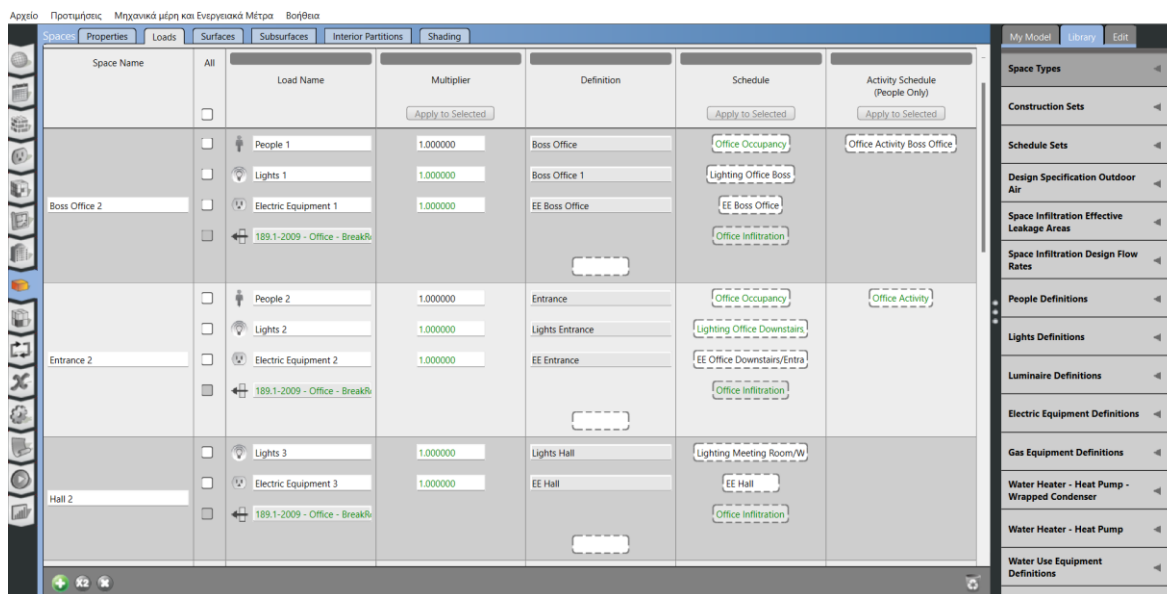 Αρχείο Προτιμήσεις Μηχανικά μέρη και Ενεργειακά Μέτρα Βοήθεια
Spaces Properties Loads Surfaces Subsurfaces Interior Partitions Shading
My Model Library Edit
Space Name All Load Name Multiplier Definition Schedule Activity Schedule
(People Only)
Apply to Selected Apply to Selected Apply to Selected
Boss Office 2
People 1 1.000000 Boss Office Office Occupancy Office Activity Boss Office
Lights 1 1.000000 Boss Office 1 Lighting Office Boss
Electric Equipment 1 1.000000 EE Boss Office EE Boss Office
189.1-2009 - Office - BreakR Office Infiltration
Entrance 2
People 2 1.000000 Entrance Office Occupancy Office Activity
Lights 2 1.000000 Lights Entrance Lighting Office Downstairs
Electric Equipment 2 1.000000 EE Entrance EE Office Downstairs/Entra
189.1-2009 - Office - BreakR Office Infiltration
Hall 2
Lights 3 1.000000 Lights Hall Lighting Meeting Room/W
Electric Equipment 3 1.000000 EE Hall EE Hall
189.1-2009 - Office - BreakR Office Infiltration
x2
Space Types
Construction Sets
Schedule Sets
Design Specification Outdoor
Air
Space Infiltration Effective
Leakage Areas
Space Infiltration Design Flow
Rates
People Definitions
Lights Definitions
Luminaire Definitions
Electric Equipment Definitions
Gas Equipment Definitions
Water Heater - Heat Pump -
Wrapped Condenser
Water Heater - Heat Pump
Water Use Equipment
Definitions